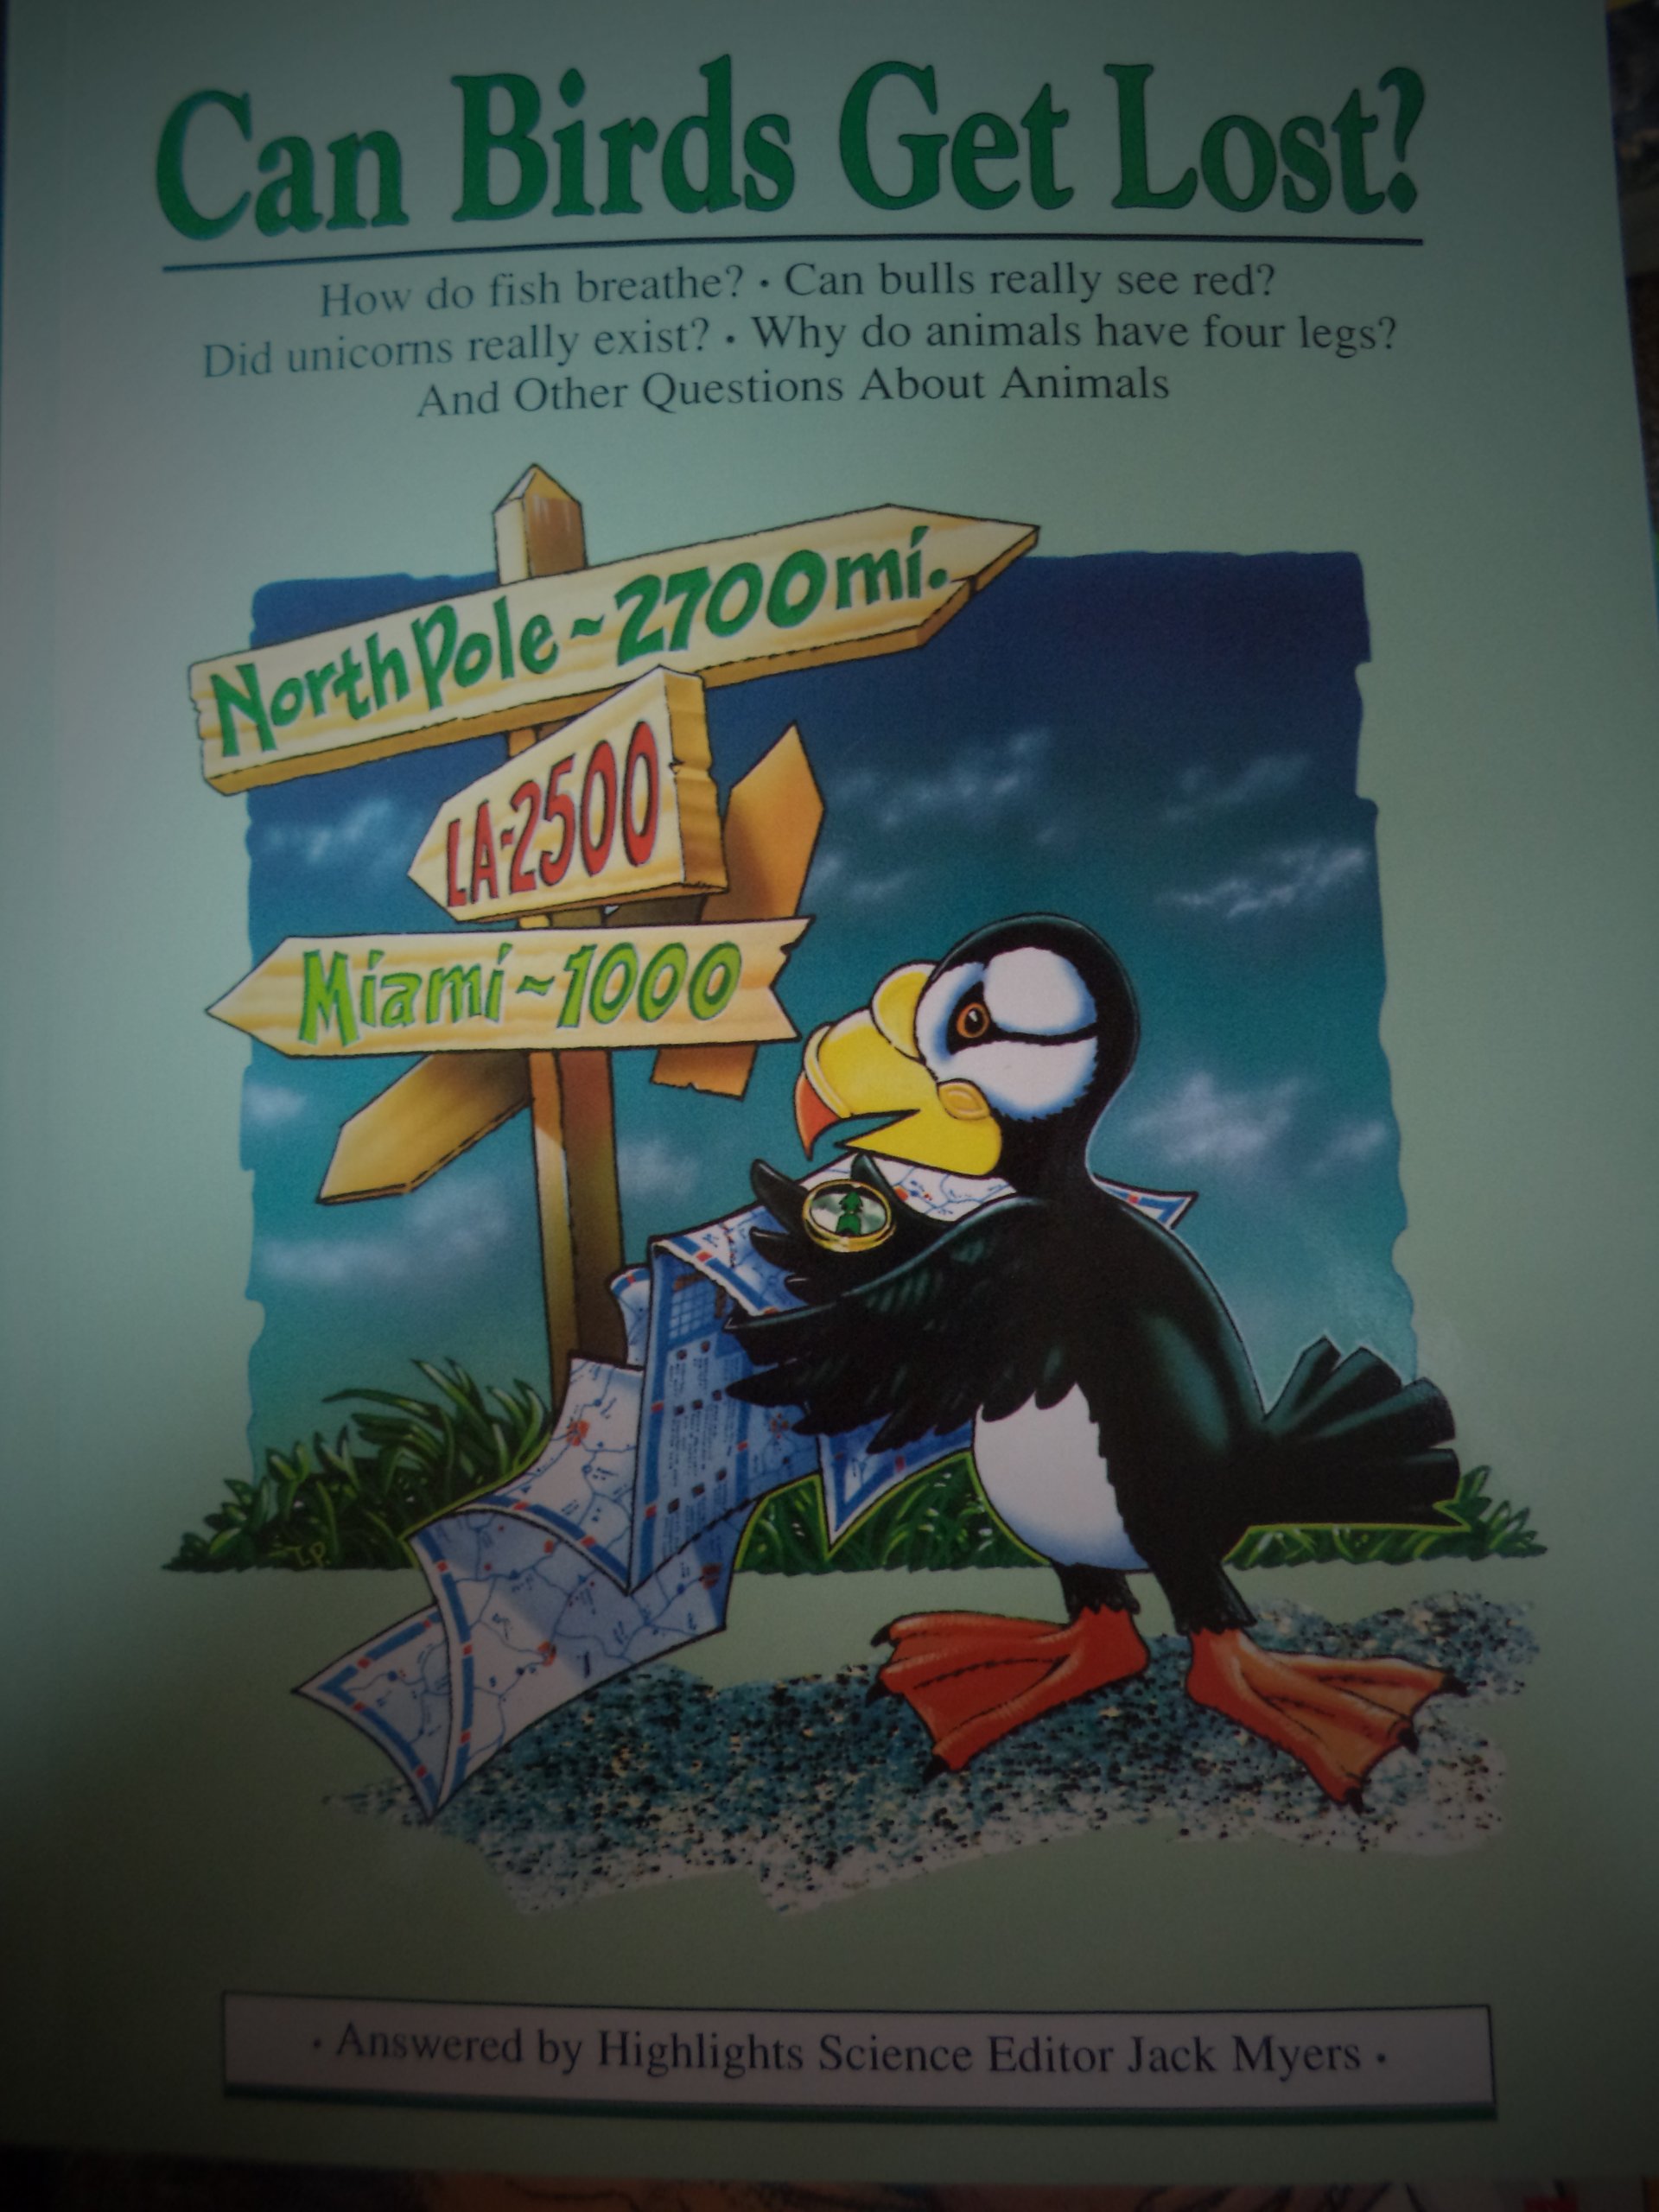 Can Birds Get Lost?
How do fish breathe? • Can bulls really see red?
Did unicorns really exist? • Why do animals have four legs?
And Other Questions About Animals
North Pole ~ 2700 mi.
LA-2500
Miami ~ 1000
T.P.
• Answered by Highlights Science Editor Jack Myers •